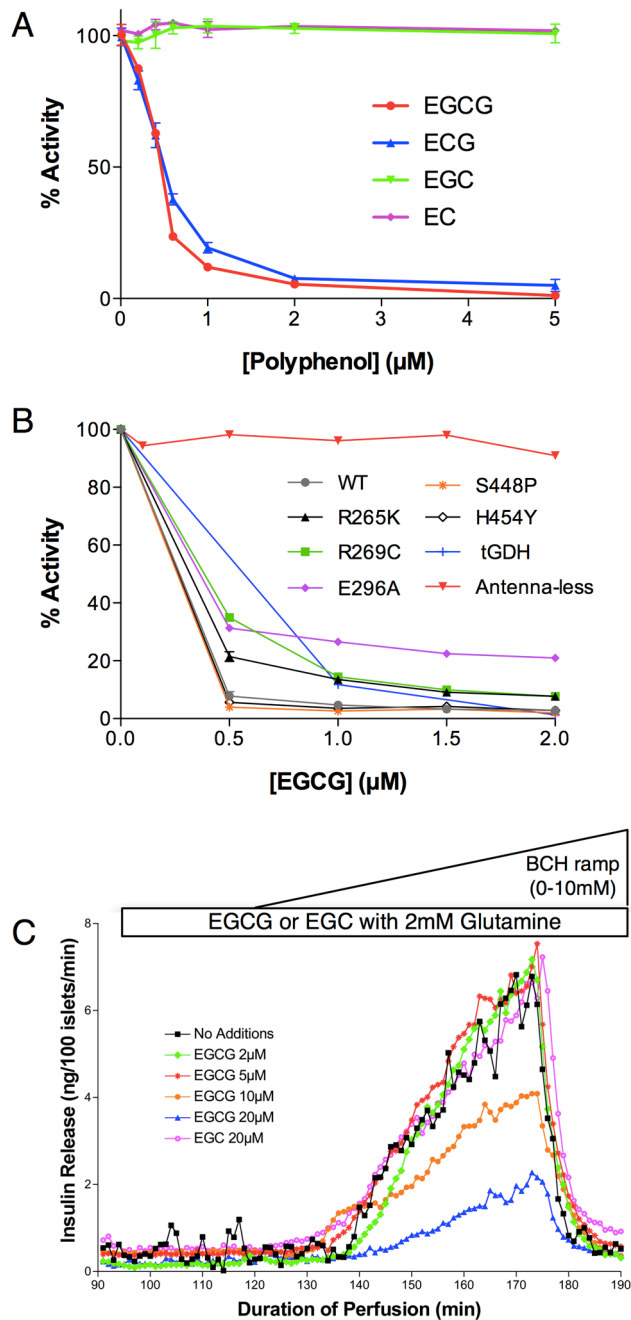 A
100
50
0
% Activity
EGCG
ECG
EGC
EC
0 1 2 3 4 5
[Polyphenol] (µM)
B
100
80
60
40
20
0
% Activity
WT S448P
R265K H454Y
R269C tGDH
E296A Antenna-less
0.0 0.5 1.0 1.5 2.0
[EGCG] (µM)
BCH ramp
(0-10mM)
EGCG or EGC with 2mM Glutamine
C
8
6
4
2
0
Insulin Release (ng/100 islets/min)
No Additions
EGCG 2µM
EGCG 5µM
EGCG 10µM
EGCG 20µM
EGC 20µM
90 100 110 120 130 140 150 160 170 180 190
Duration of Perfusion (min)